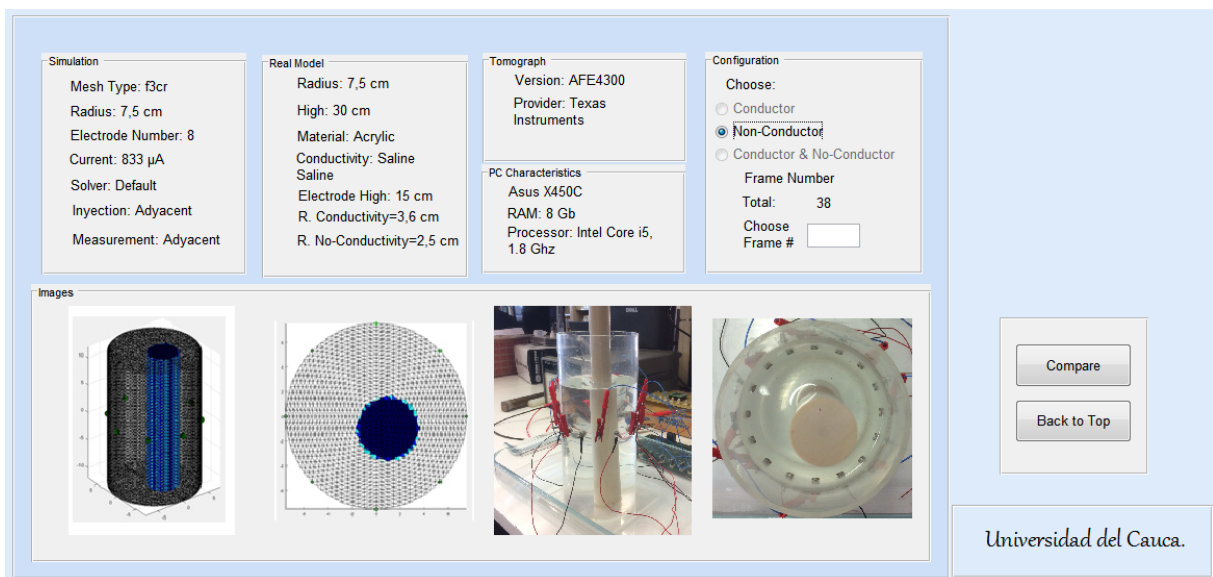 Simulation
Mesh Type: f3cr
Radius: 7,5 cm
Electrode Number: 8
Current: 833 µA
Solver: Default
Inyection: Adyacent
Measurement: Adyacent
Real Model
Radius: 7,5 cm
High: 30 cm
Material: Acrylic
Conductivity: Saline
Saline
Electrode High: 15 cm
R. Conductivity=3,6 cm
R. No-Conductivity=2,5 cm
Tomograph
Version: AFE4300
Provider: Texas
Instruments
PC Characteristics
Asus X450C
RAM: 8 Gb
Processor: Intel Core i5,
1.8 Ghz
Configuration
Choose:
Conductor
Non-Conductor
Conductor & No-Conductor
Frame Number
Total: 38
Choose
Frame #
Images
Compare
Back to Top
Universidad del Cauca.